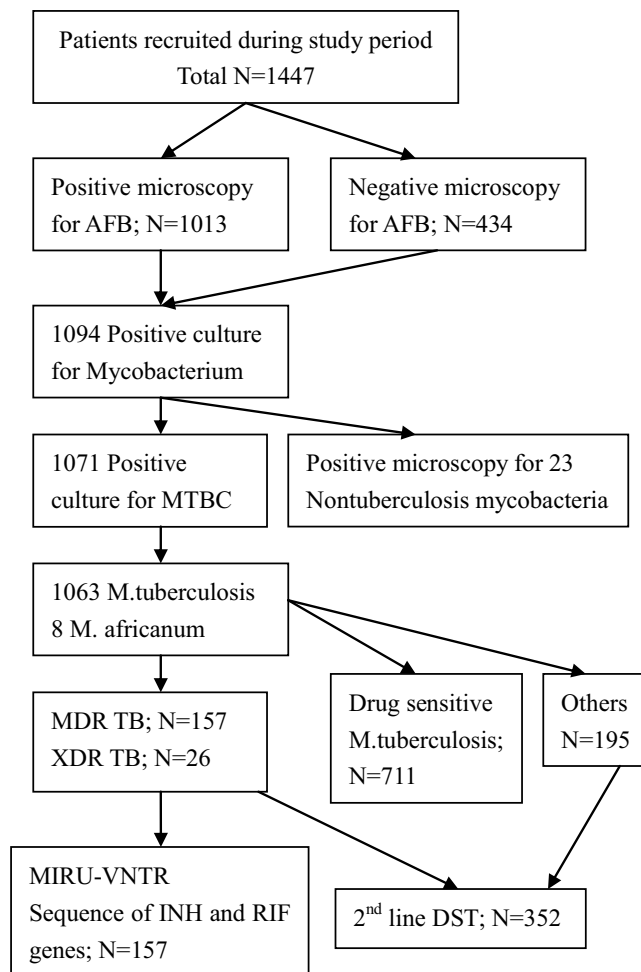 Patients recruited during study period
Total N=1447
Positive microscopy
for AFB; N=1013
Negative microscopy
for AFB; N=434
1094 Positive culture
for Mycobacterium
1071 Positive
culture for MTBC
Positive microscopy for 23
Nontuberculosis mycobacteria
1063 M.tuberculosis
8 M. africanum
MDR TB; N=157
XDR TB; N=26
Drug sensitive
M.tuberculosis;
N=711
Others
N=195
MIRU-VNTR
Sequence of INH and RIF
genes; N=157
2nd line DST; N=352